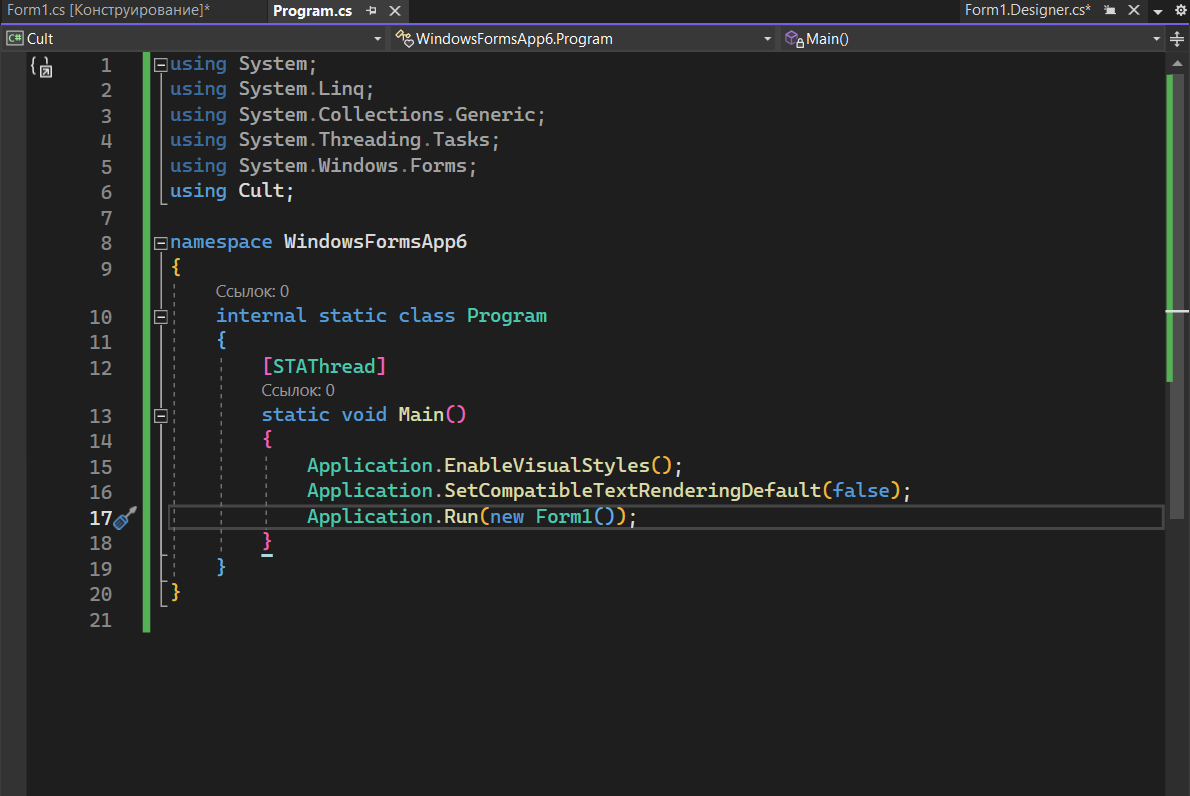 Form1.cs [Конструирование]*
Program.cs
Form1.Designer.cs*
C# Cult
WindowsFormsApp6.Program
Main()
1 using System;
2 using System.Linq;
3 using System.Collections.Generic;
4 using System.Threading.Tasks;
5 using System.Windows.Forms;
6 using Cult;
7
8 namespace WindowsFormsApp6
9 {
Ссылок: 0
10 internal static class Program
11 {
12 [STAThread]
Ссылок: 0
13 static void Main()
14 {
15 Application.EnableVisualStyles();
16 Application.SetCompatibleTextRenderingDefault(false);
17 Application.Run(new Form1());
18 }
19 }
20 }
21